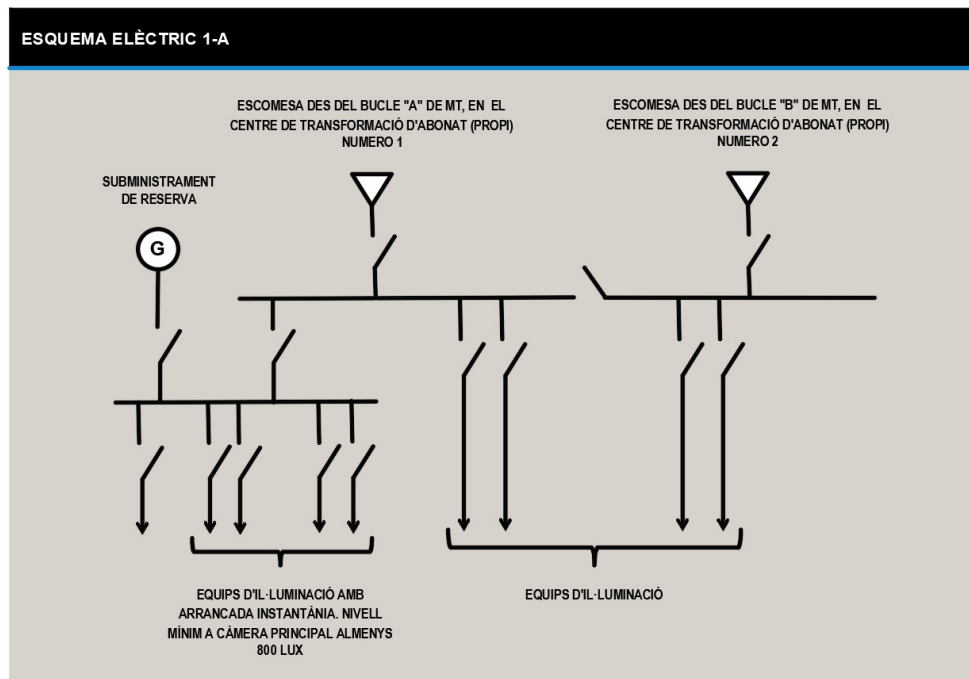 ESQUEMA ELÈCTRIC 1-A
ESCOMESA DES DEL BUCLE "A" DE MT, EN EL
CENTRE DE TRANSFORMACIÓ D'ABONAT (PROPI)
NUMERO 1
ESCOMESA DES DEL BUCLE "B" DE MT, EN EL
CENTRE DE TRANSFORMACIÓ D'ABONAT (PROPI)
NUMERO 2
SUBMINISTRAMENT
DE RESERVA
G
EQUIPS D'IL·LUMINACIÓ AMB
ARRANCADA INSTANTÀNIA. NIVELL
MÍNIM A CÀMERA PRINCIPAL ALMENYS
800 LUX
EQUIPS D'IL·LUMINACIÓ